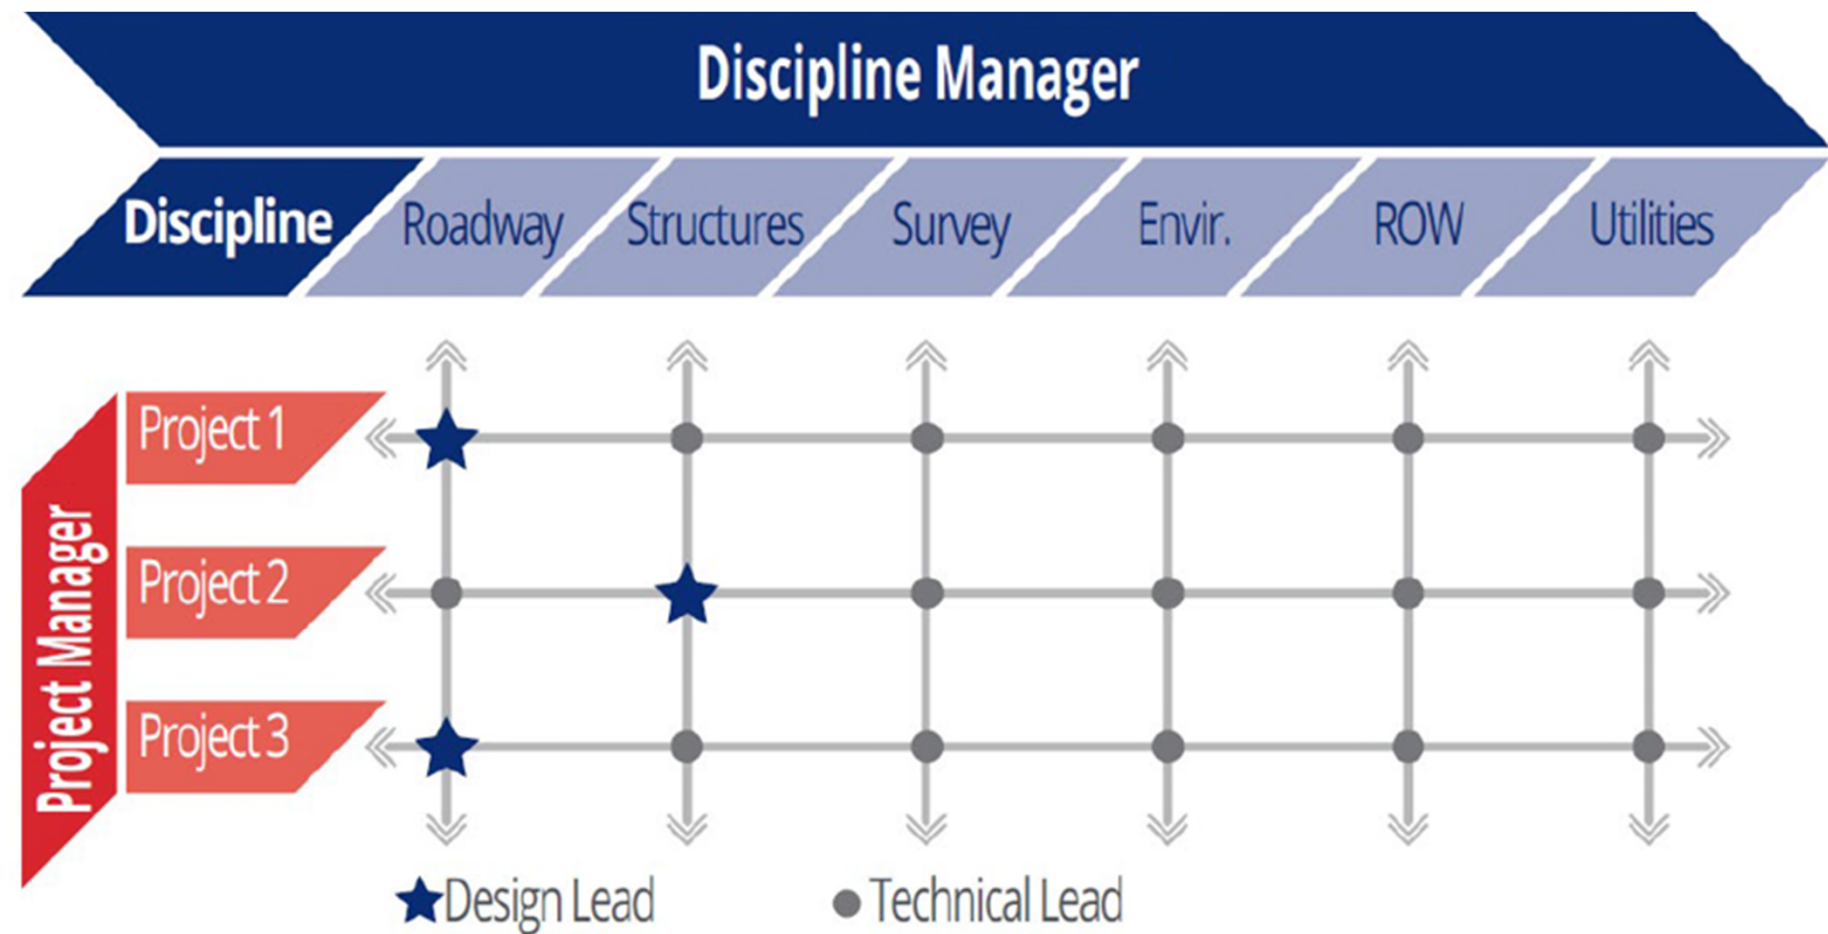 Discipline Manager
Discipline Roadway Structures Survey Envir. ROW Utilities
Project Manager
Project 1
Project 2
Project 3
Design Lead Technical Lead